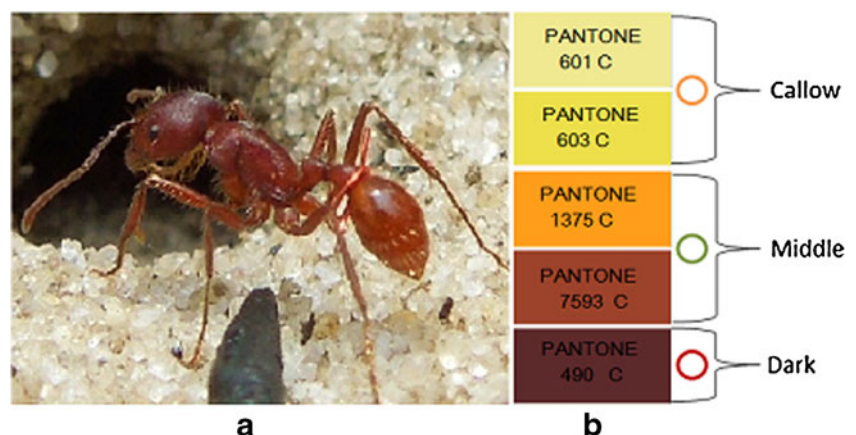 PANTONE
601 C
PANTONE
603 C
PANTONE
1375 C
PANTONE
7593 C
PANTONE
490 C
Callow
Middle
Dark
a
b